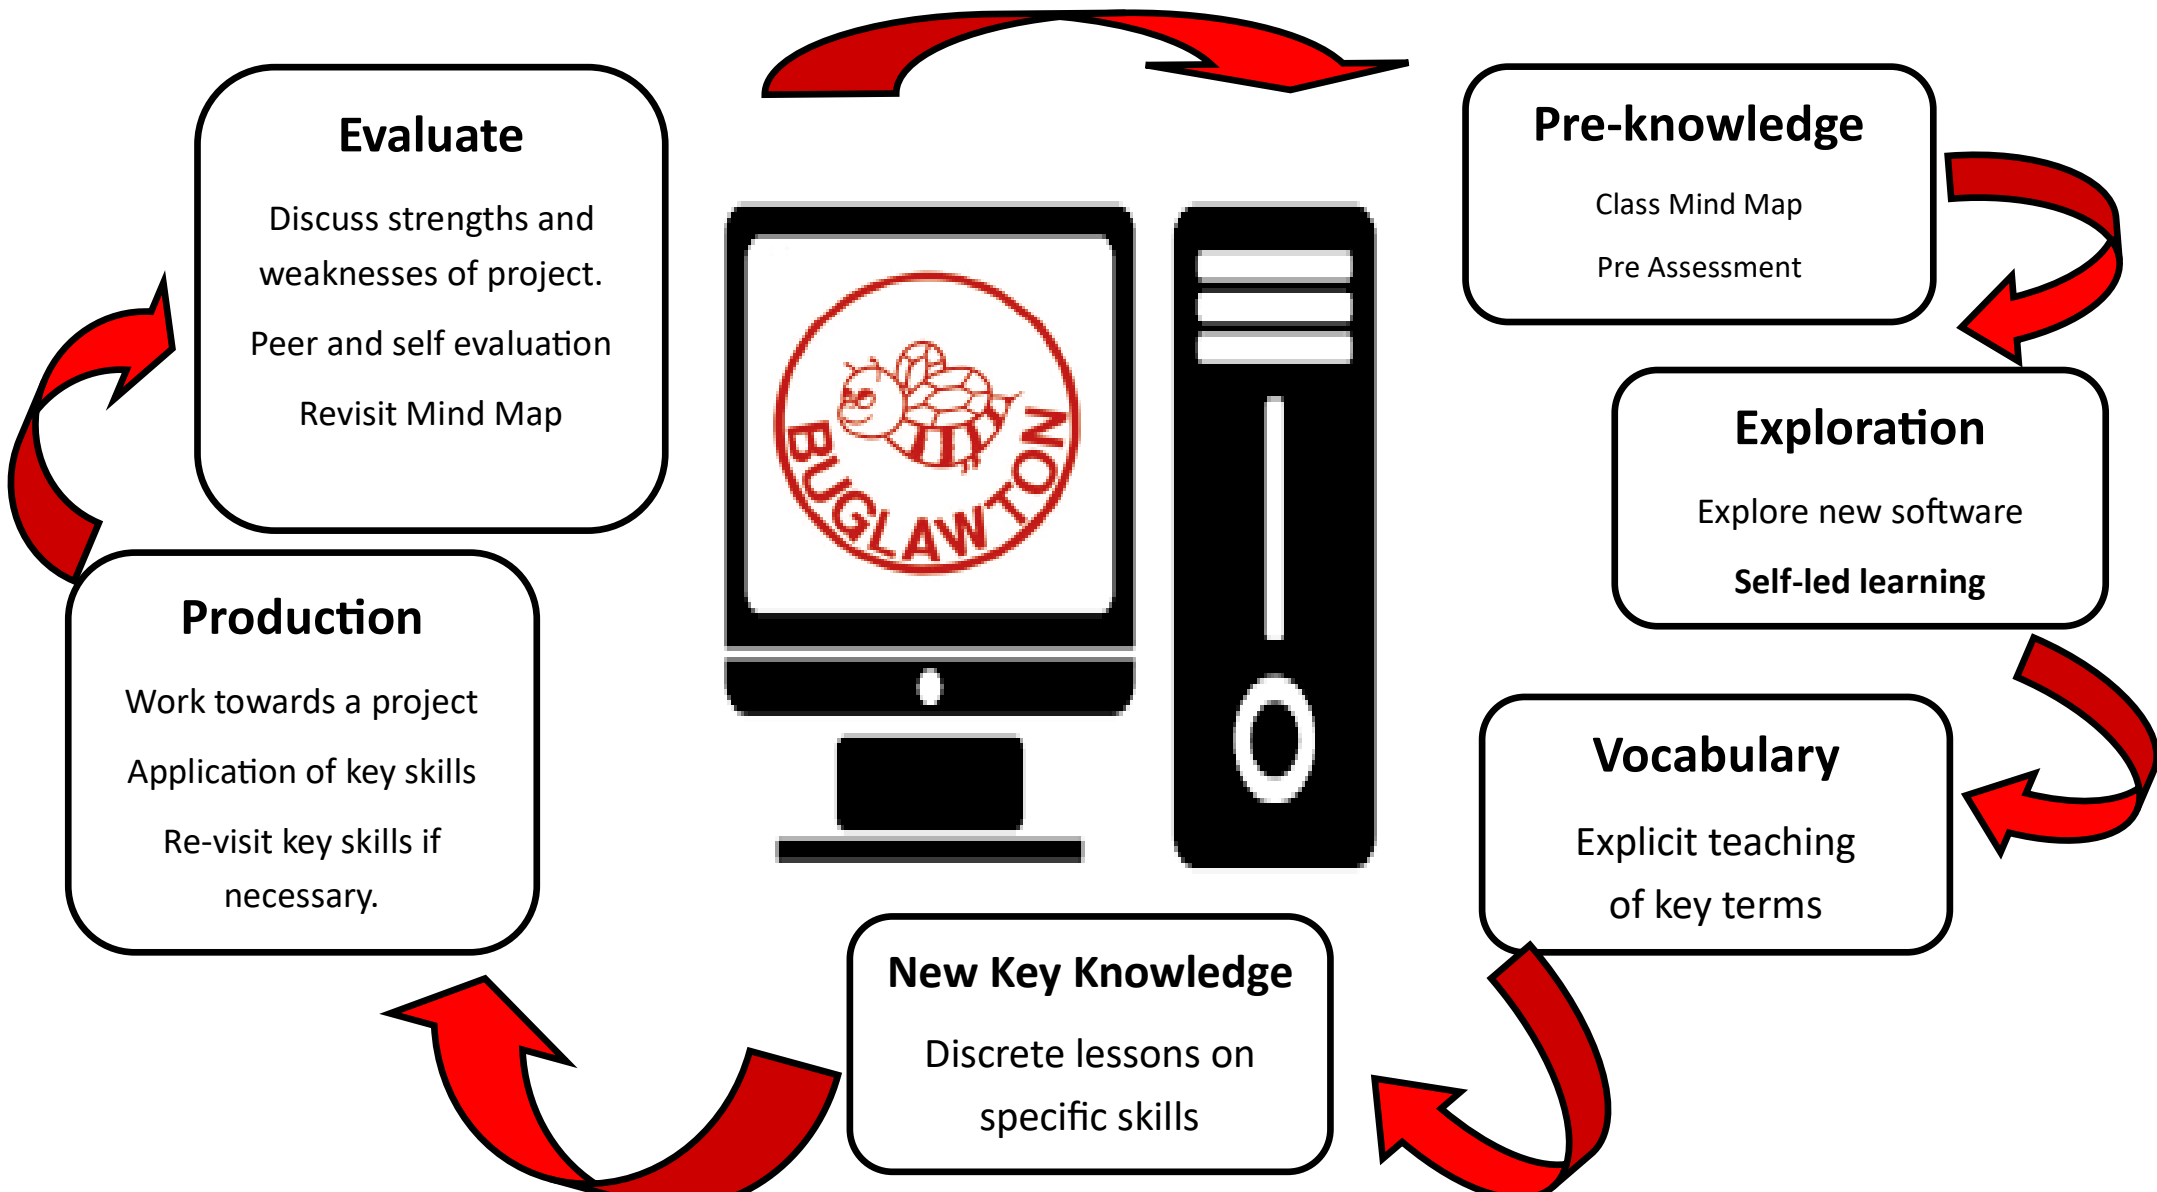 Evaluate
Discuss strengths and
weaknesses of project.
Peer and self evaluation
Revisit Mind Map
Pre-knowledge
Class Mind Map
Pre Assessment
Exploration
Explore new software
Self-led learning
Vocabulary
Explicit teaching
of key terms
New Key Knowledge
Discrete lessons on
specific skills
Production
Work towards a project
Application of key skills
Re-visit key skills if
necessary.
BUGLAWTON